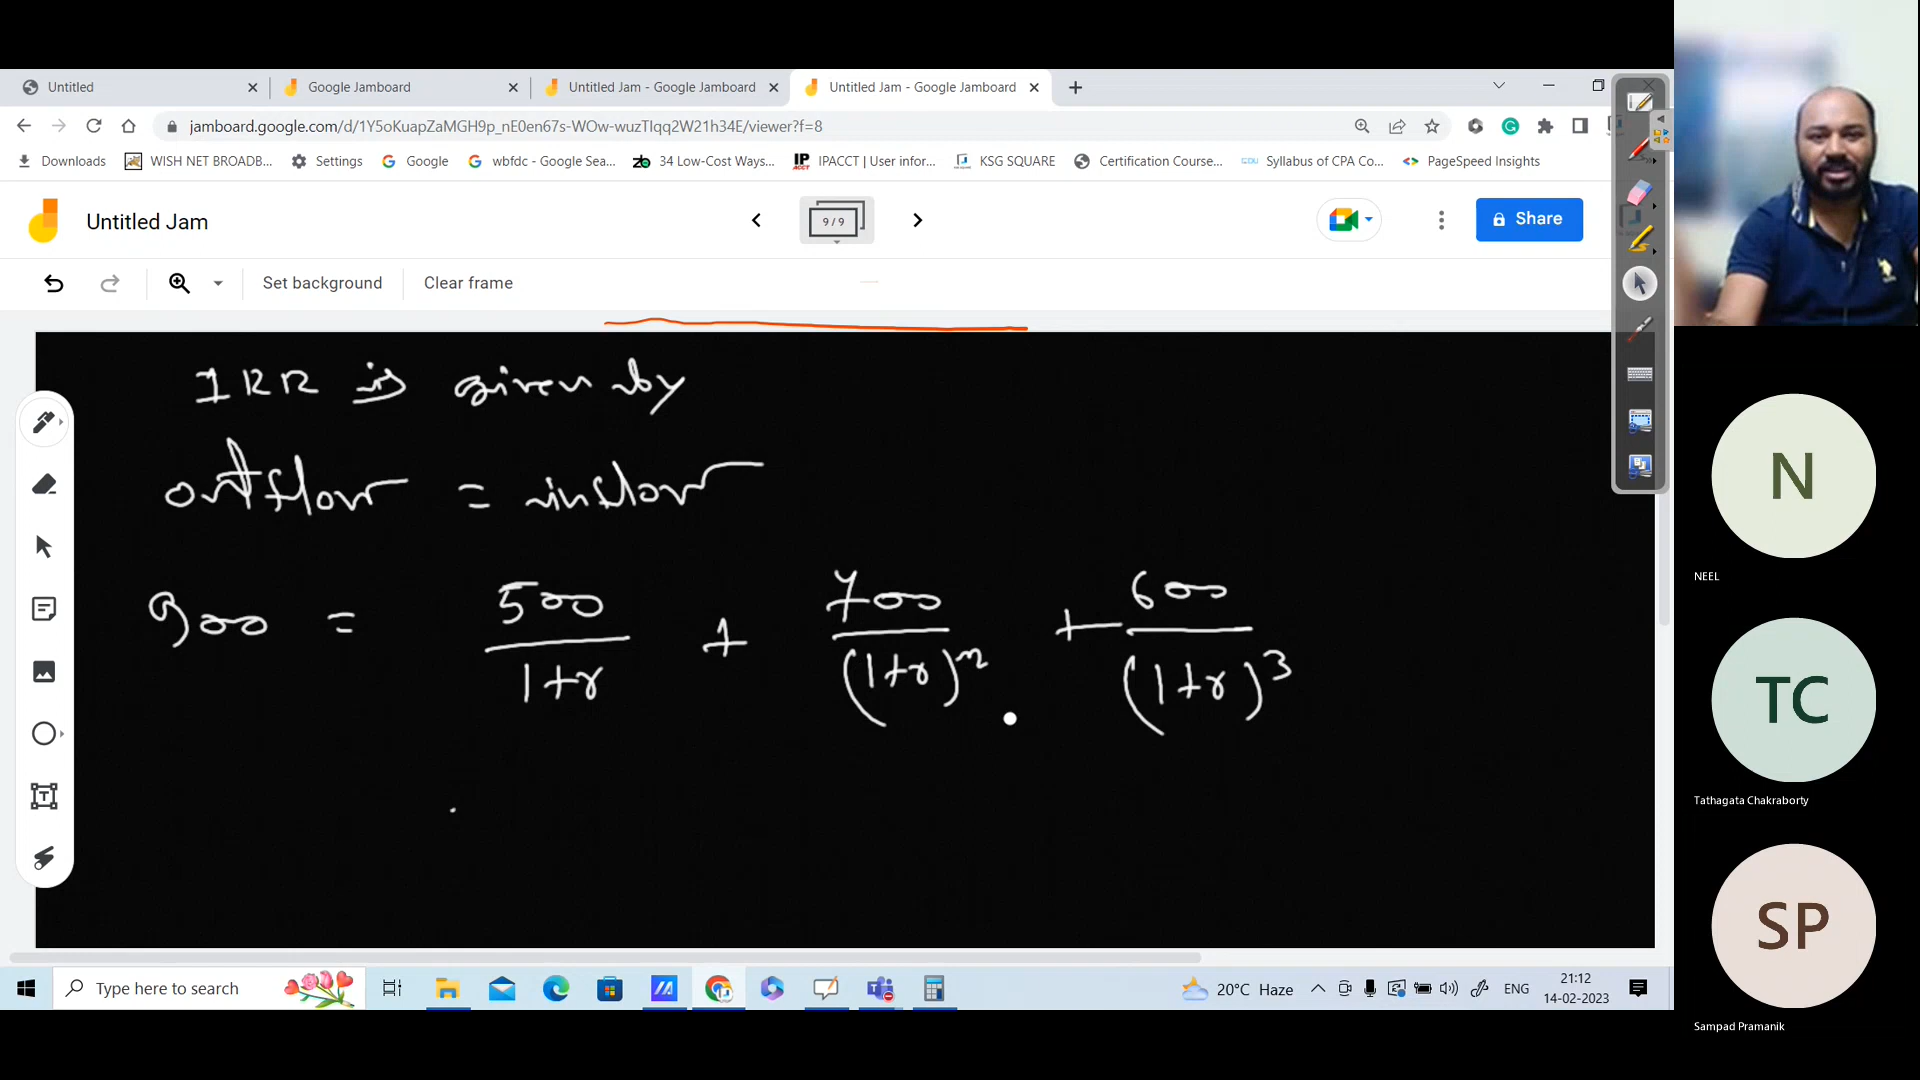 Untitled
Google Jamboard
Untitled Jam - Google Jamboard
Untitled Jam - Google Jamboard
jamboard.google.com/d/1Y5oKuapZaMGH9p_nE0en67s-WOw-wuzTlqq2W21h34E/viewer?f=8
Downloads
WISH NET BROADB...
Settings
Google
wbfdc - Google Sea...
34 Low-Cost Ways...
IPACCT | User infor...
KSG SQUARE
Certification Course...
Syllabus of CPA Co...
PageSpeed Insights
Untitled Jam
9 / 9
Share
Set background
Clear frame
IRR is given by
outflow = inflow
900 = 500/(1+r) + 700/(1+r)^2 + 600/(1+r)^3
N
NEEL
TC
Tathagata Chakraborty
SP
Sampad Pramanik
Type here to search
20°C Haze
ENG
21:12
14-02-2023